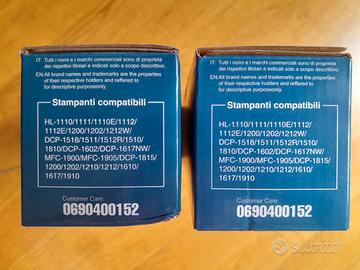 IT: Tutti i nomi e i marchi commerciali sono di proprietà
dei rispettivi titolari e indicati solo a scopo descrittivo.
EN: All brand names and trademarks are the properties
of their respective holders and reffered to
for descriptive purposeonly.
Stampanti compatibili
HL-1110/1111/1110E/1112/
1112E/1200/1202/1212W/
DCP-1518/1511/1512R/1510/
1810/DCP-1602/DCP-1617NW/
MFC-1900/MFC-1905/DCP-1815/
1200/1202/1210/1212/1610/
1617/1910
Customer Care:
0690400152
IT: Tutti i nomi e i marchi commerciali sono di proprietà
dei rispettivi titolari e indicati solo a scopo descrittivo.
EN: All brand names and trademarks are the properties
of their respective holders and reffered to
for descriptive purposeonly.
Stampanti compatibili
HL-1110/1111/1110E/1112/
1112E/1200/1202/1212W/
DCP-1518/1511/1512R/1510/
1810/DCP-1602/DCP-1617NW/
MFC-1900/MFC-1905/DCP-1815/
1200/1202/1210/1212/1610/
1617/1910
Customer Care:
0690400152
subito